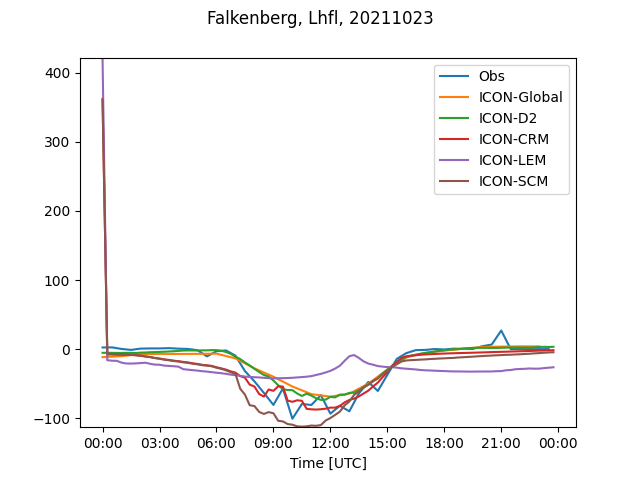 Falkenberg, Lhfl, 20211023
400
300
200
100
0
−100
Obs
ICON-Global
ICON-D2
ICON-CRM
ICON-LEM
ICON-SCM
00:00 03:00 06:00 09:00 12:00 15:00 18:00 21:00 00:00
Time [UTC]